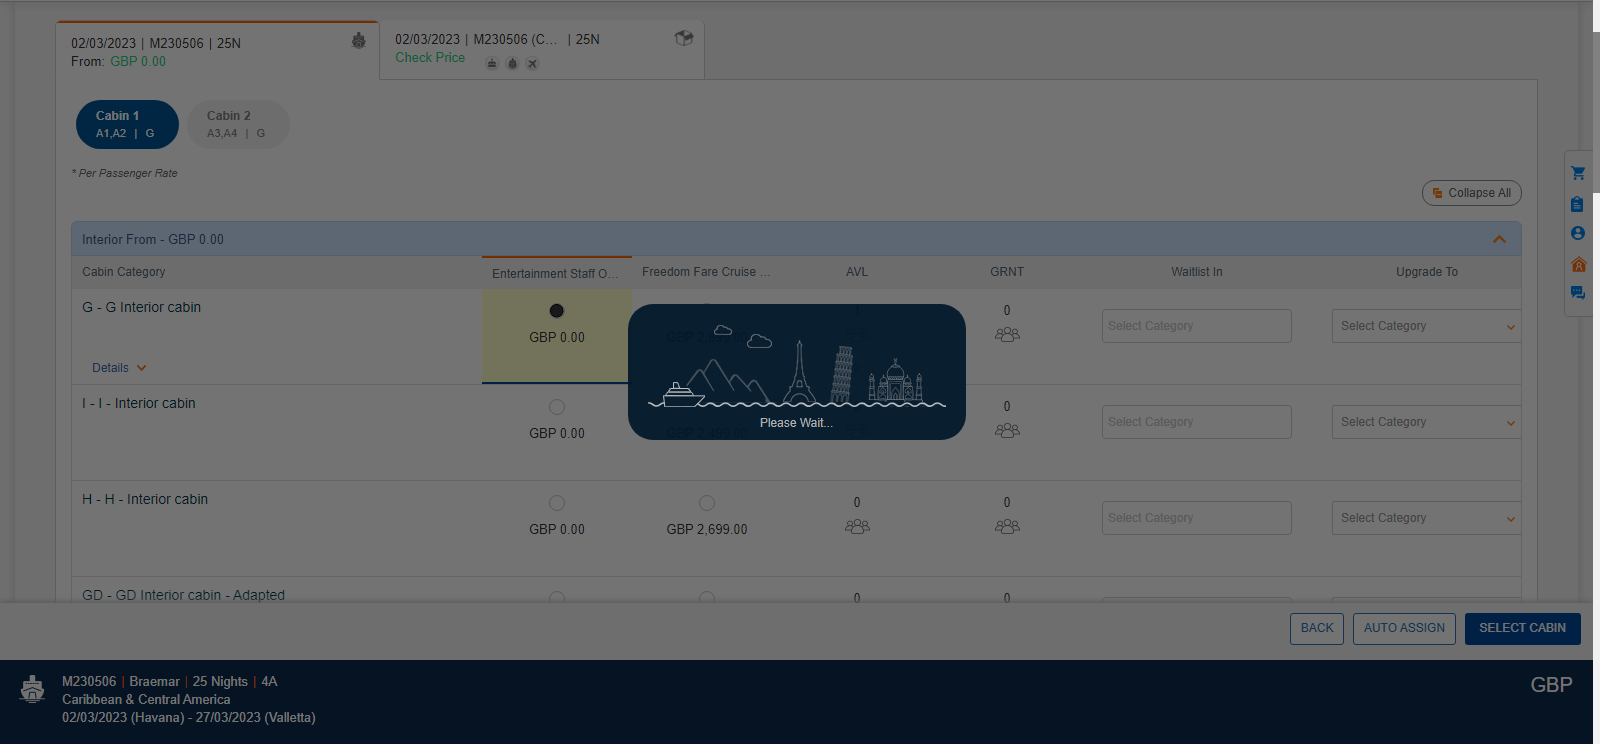 02/03/2023 | M230506 | 25N
From: GBP 0.00
02/03/2023 | M230506 (C... | 25N
Check Price
Cabin 1
A1,A2 | G
Cabin 2
A3,A4 | G
* Per Passenger Rate
Collapse All
Interior From - GBP 0.00
Cabin Category
Entertainment Staff O...
Freedom Fare Cruise ...
AVL
GRNT
Waitlist In
Upgrade To
G - G Interior cabin
GBP 0.00
0
Select Category
Select Category
Details
I - I - Interior cabin
GBP 0.00
0
Select Category
Select Category
Please Wait...
H - H - Interior cabin
GBP 0.00
GBP 2,699.00
0
0
Select Category
Select Category
GD - GD Interior cabin - Adapted
0
0
BACK
AUTO ASSIGN
SELECT CABIN
M230506 | Braemar | 25 Nights | 4A
Caribbean & Central America
02/03/2023 (Havana) - 27/03/2023 (Valletta)
GBP